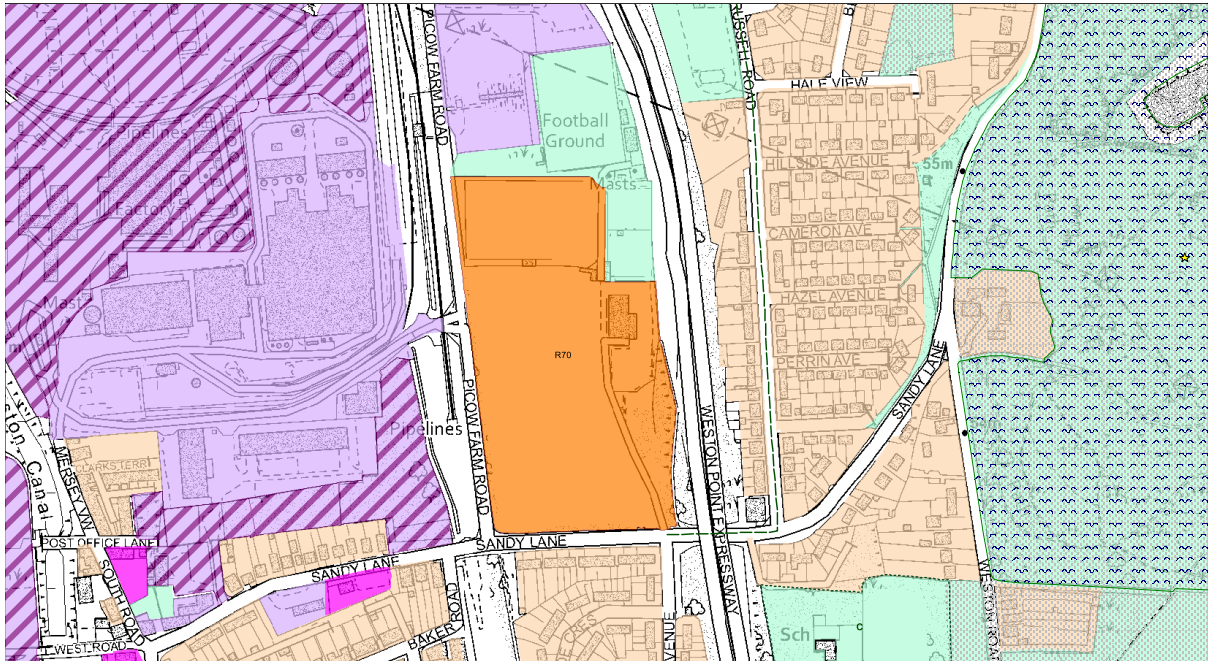 PICOW FARM ROAD
RUSSELL ROAD
HALE VIEW
Pipelines
Football
Ground
HILLSIDE AVENUE
55m
Masts
Factory
CAMERON AVE
Mast
HAZEL AVENUE
R70
PERRIN AVE
SANDY LANE
PICOW FARM ROAD
Pipelines
WESTON POINT EXPRESSWAY
Canal
MERSEY VW
CLARKS TERR
POST OFFICE LANE
SANDY LANE
SANDY LANE
SOUTH ROAD
WESTON ROAD
ROAD
BAKER ROAD
CRES
AVENUE
Sch
WEST ROAD